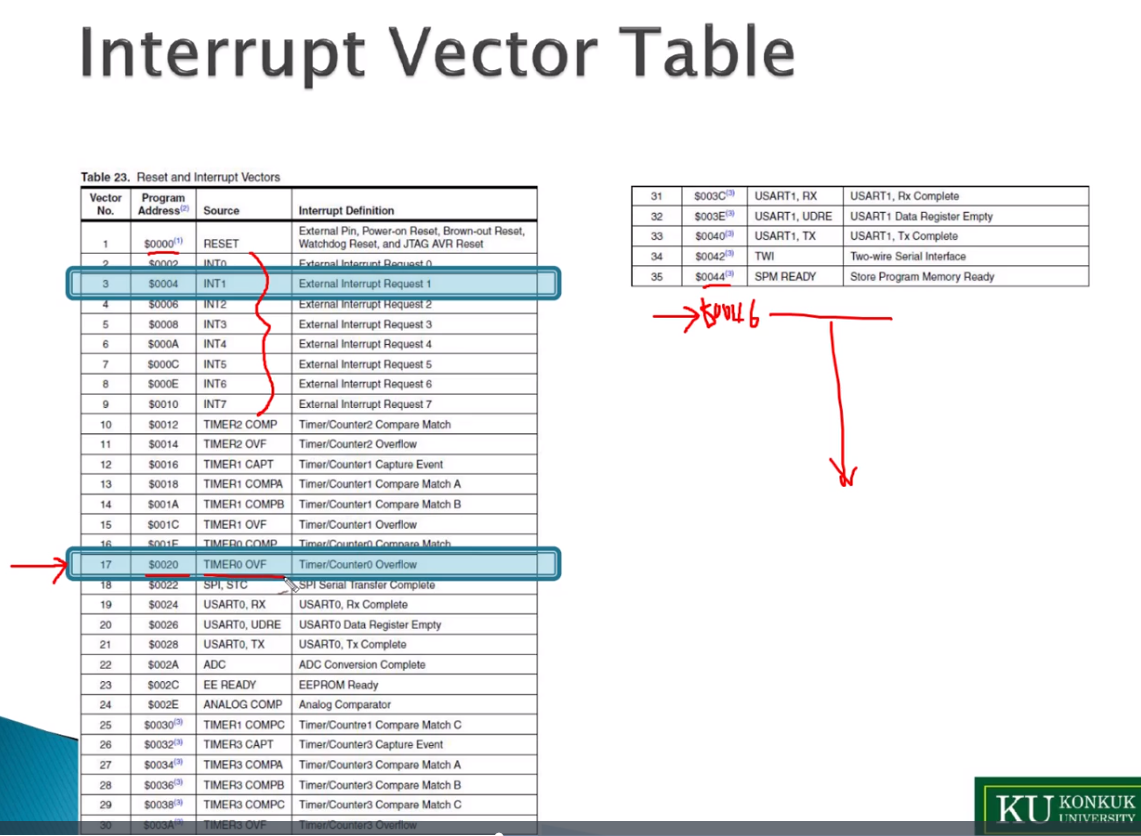 Interrupt Vector Table
Table 23. Reset and Interrupt Vectors
Vector No. Program Address(2) Source Interrupt Definition
1 $0000(1) RESET External Pin, Power-on Reset, Brown-out Reset, Watchdog Reset, and JTAG AVR Reset
2 $0002 INT0 External Interrupt Request 0
3 $0004 INT1 External Interrupt Request 1
4 $0006 INT2 External Interrupt Request 2
5 $0008 INT3 External Interrupt Request 3
6 $000A INT4 External Interrupt Request 4
7 $000C INT5 External Interrupt Request 5
8 $000E INT6 External Interrupt Request 6
9 $0010 INT7 External Interrupt Request 7
10 $0012 TIMER2 COMP Timer/Counter2 Compare Match
11 $0014 TIMER2 OVF Timer/Counter2 Overflow
12 $0016 TIMER1 CAPT Timer/Counter1 Capture Event
13 $0018 TIMER1 COMPA Timer/Counter1 Compare Match A
14 $001A TIMER1 COMPB Timer/Counter1 Compare Match B
15 $001C TIMER1 OVF Timer/Counter1 Overflow
16 $001E TIMER0 COMP Timer/Counter0 Compare Match
17 $0020 TIMER0 OVF Timer/Counter0 Overflow
18 $0022 SPI, STC SPI Serial Transfer Complete
19 $0024 USART0, RX USART0, Rx Complete
20 $0026 USART0, UDRE USART0 Data Register Empty
21 $0028 USART0, TX USART0, Tx Complete
22 $002A ADC ADC Conversion Complete
23 $002C EE READY EEPROM Ready
24 $002E ANALOG COMP Analog Comparator
25 $0030(3) TIMER1 COMPC Timer/Countre1 Compare Match C
26 $0032(3) TIMER3 CAPT Timer/Counter3 Capture Event
27 $0034(3) TIMER3 COMPA Timer/Counter3 Compare Match A
28 $0036(3) TIMER3 COMPB Timer/Counter3 Compare Match B
29 $0038(3) TIMER3 COMPC Timer/Counter3 Compare Match C
30 $003A(3) TIMER3 OVF Timer/Counter3 Overflow
31 $003C(3) USART1, RX USART1, Rx Complete
32 $003E(3) USART1, UDRE USART1 Data Register Empty
33 $0040(3) USART1, TX USART1, Tx Complete
34 $0042(3) TWI Two-wire Serial Interface
35 $0044(3) SPM READY Store Program Memory Ready
$0046
KU KONKUK
UNIVERSITY